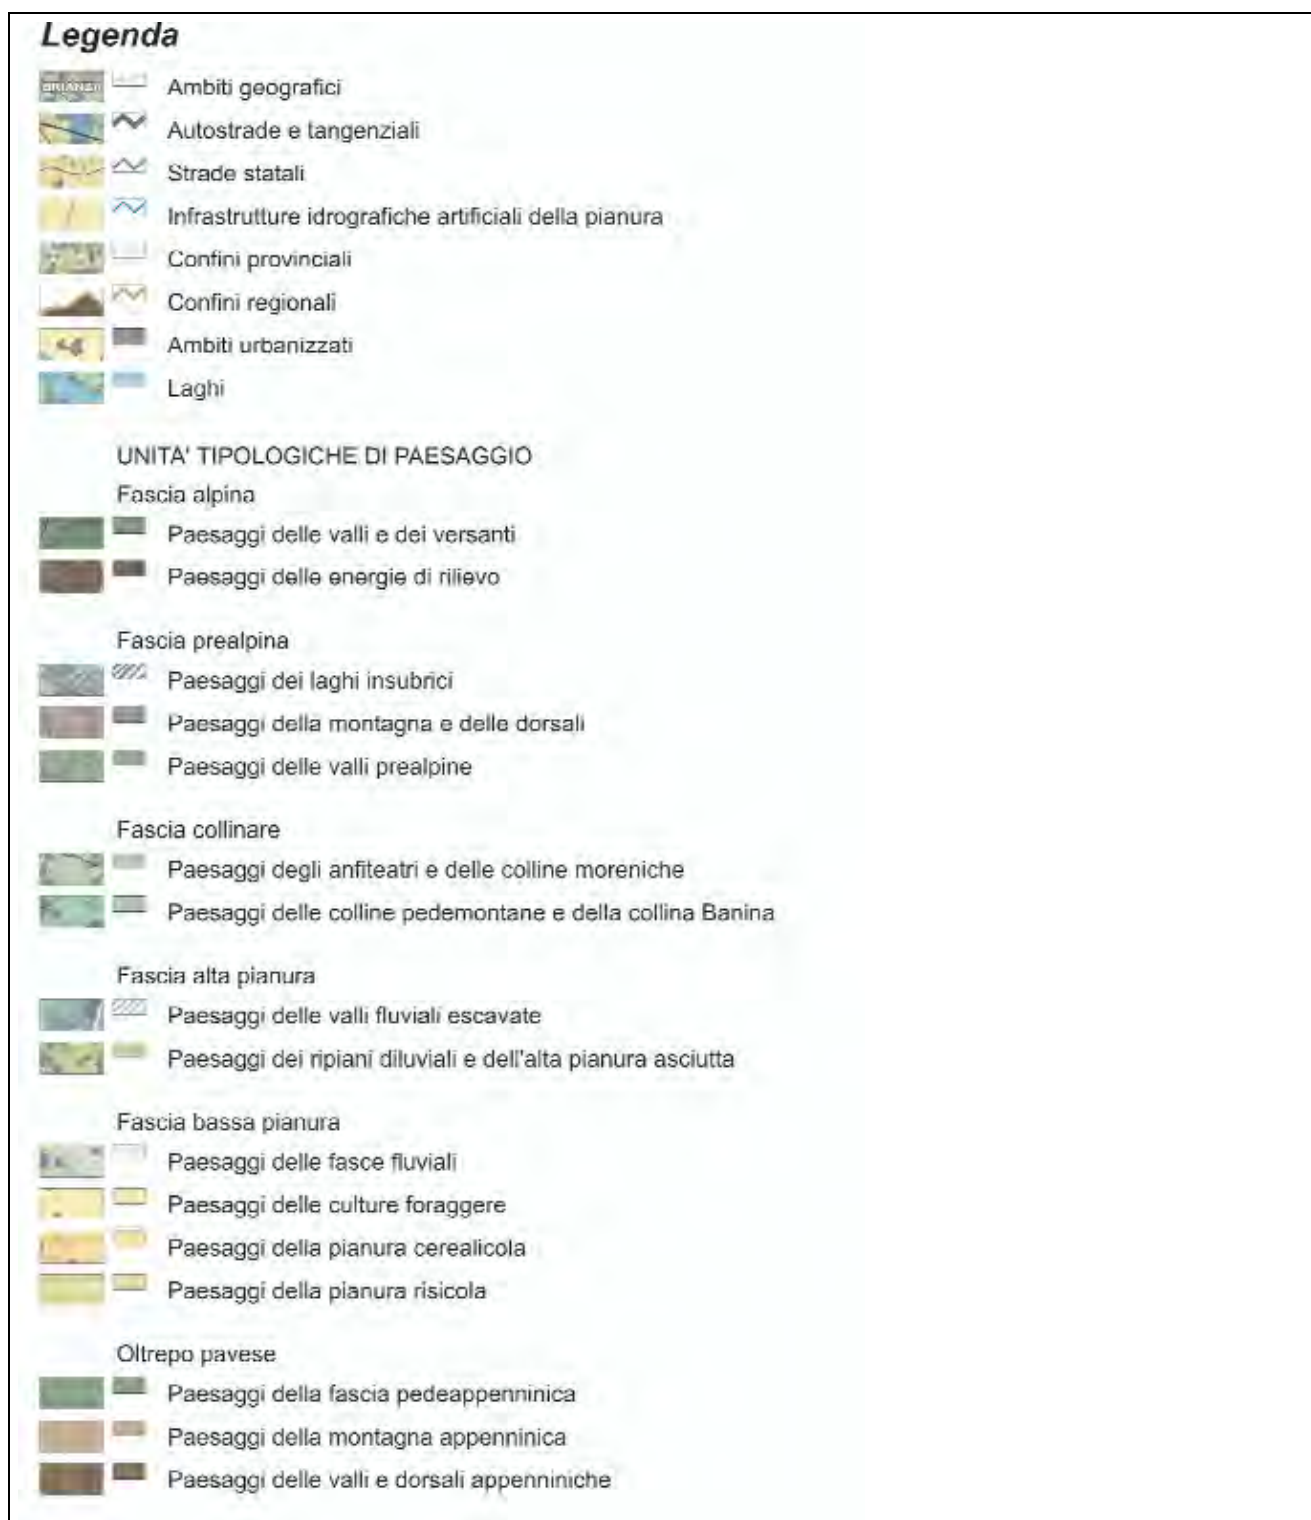 Legenda
BRIANZA
Ambiti geografici
Autostrade e tangenziali
Strade statali
Infrastrutture idrografiche artificiali della pianura
Confini provinciali
Confini regionali
Ambiti urbanizzati
Laghi
UNITA' TIPOLOGICHE DI PAESAGGIO
Fascia alpina
Paesaggi delle valli e dei versanti
Paesaggi delle energie di rilievo
Fascia prealpina
Paesaggi dei laghi insubrici
Paesaggi della montagna e delle dorsali
Paesaggi delle valli prealpine
Fascia collinare
Paesaggi degli anfiteatri e delle colline moreniche
Paesaggi delle colline pedemontane e della collina Banina
Fascia alta pianura
Paesaggi delle valli fluviali escavate
Paesaggi dei ripiani diluviali e dell'alta pianura asciutta
Fascia bassa pianura
Paesaggi delle fasce fluviali
Paesaggi delle culture foraggere
Paesaggi della pianura cerealicola
Paesaggi della pianura risicola
Oltrepo pavese
Paesaggi della fascia pedeappenninica
Paesaggi della montagna appenninica
Paesaggi delle valli e dorsali appenniniche